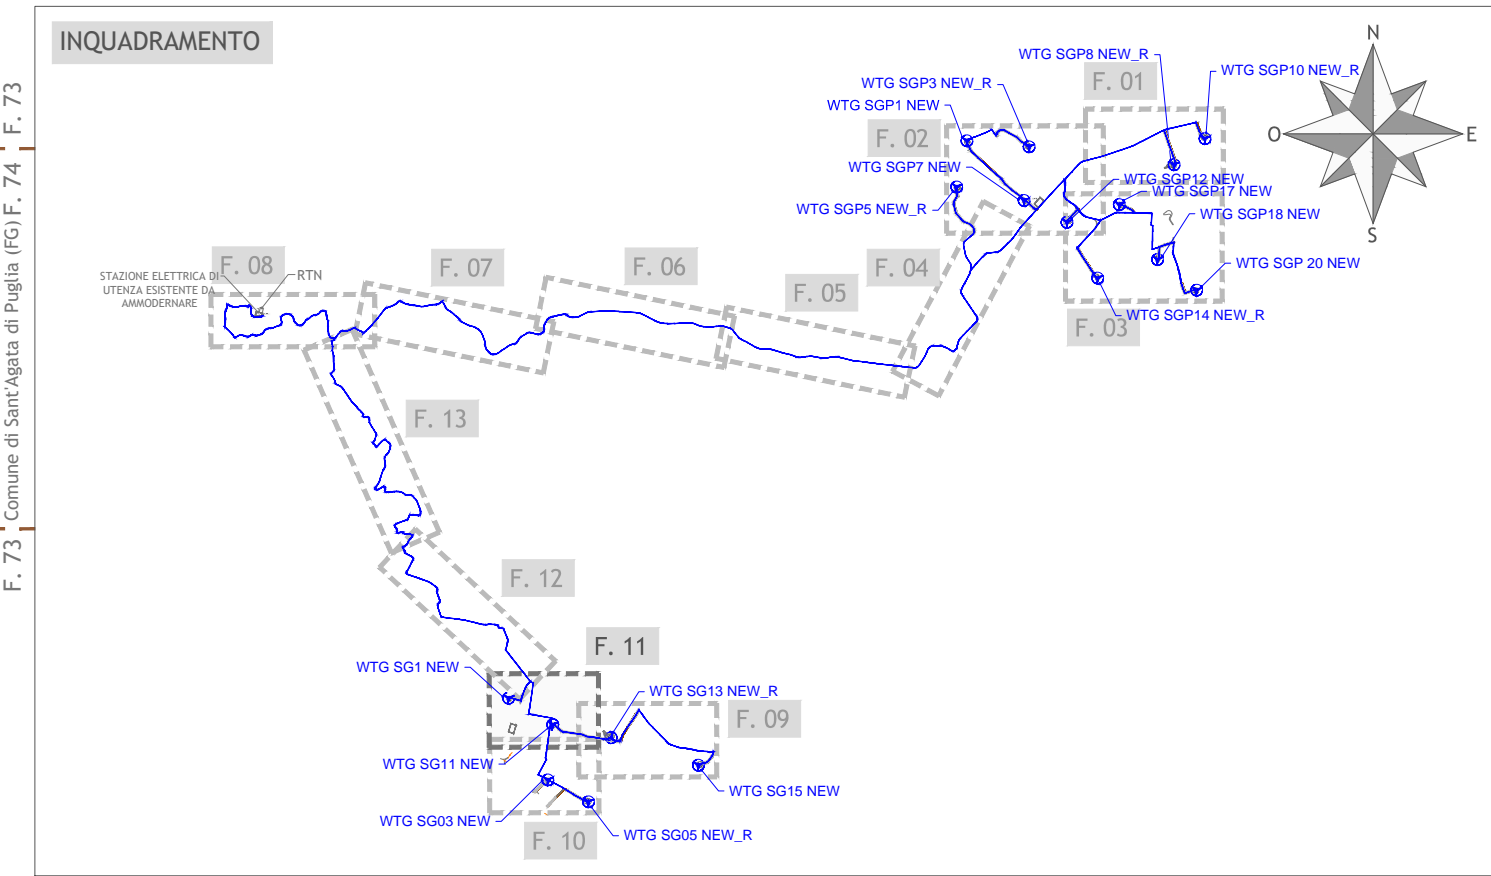 INQUADRAMENTO
F. 73
F. 74
Comune di Sant'Agata di Puglia (FG)
F. 73
N
O
E
S
WTG SGP8 NEW_R
WTG SGP10 NEW_R
F. 01
WTG SGP3 NEW_R
WTG SGP1 NEW
F. 02
WTG SGP7 NEW
WTG SGP12 NEW
WTG SGP17 NEW
WTG SGP5 NEW_R
WTG SGP18 NEW
WTG SGP 20 NEW
WTG SGP14 NEW_R
F. 03
F. 04
F. 05
F. 06
F. 07
F. 08
RTN
STAZIONE ELETTRICA DI
UTENZA ESISTENTE DA
AMMODERNARE
F. 13
F. 12
F. 11
WTG SG1 NEW
WTG SG13 NEW_R
F. 09
WTG SG11 NEW
WTG SG15 NEW
WTG SG03 NEW
WTG SG05 NEW_R
F. 10